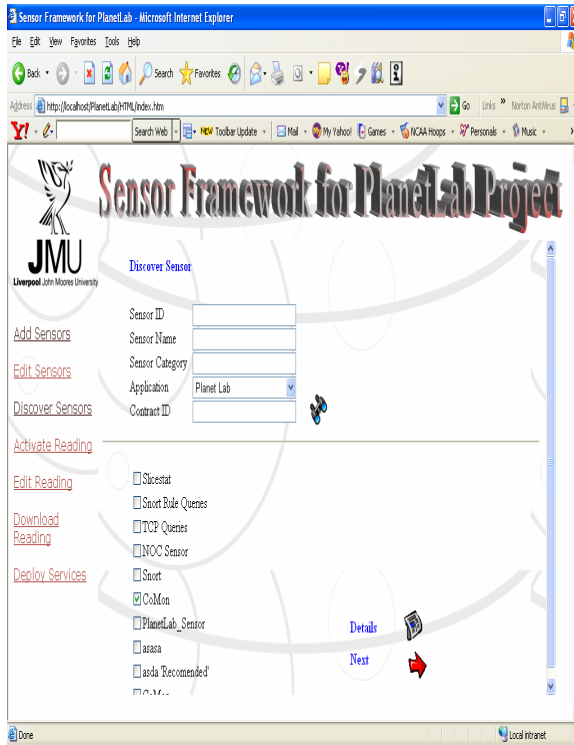 Sensor Framework for PlanetLab - Microsoft Internet Explorer
File Edit View Favorites Tools Help
Back Search Favorites
Address http://localhost/PlanetLab/HTML/index.htm Go Links » Norton AntiVirus
Y! Search Web NEW Toolbar Update Mail My Yahoo! Games NCAA Hoops Personals Music
Sensor Framework for PlanetLab Project
JMU
Liverpool John Moores University
Discover Sensor
Sensor ID
Sensor Name
Sensor Category
Application Planet Lab
Contract ID
Add Sensors
Edit Sensors
Discover Sensors
Activate Reading
Edit Reading
Download
Reading
Deploy Services
Slicestat
Snort Rule Queries
TCP Queries
NOC Sensor
Snort
CoMon
PlanetLab_Sensor
asasa
asda 'Recomended'
CoMon
Details
Next
Done Local intranet